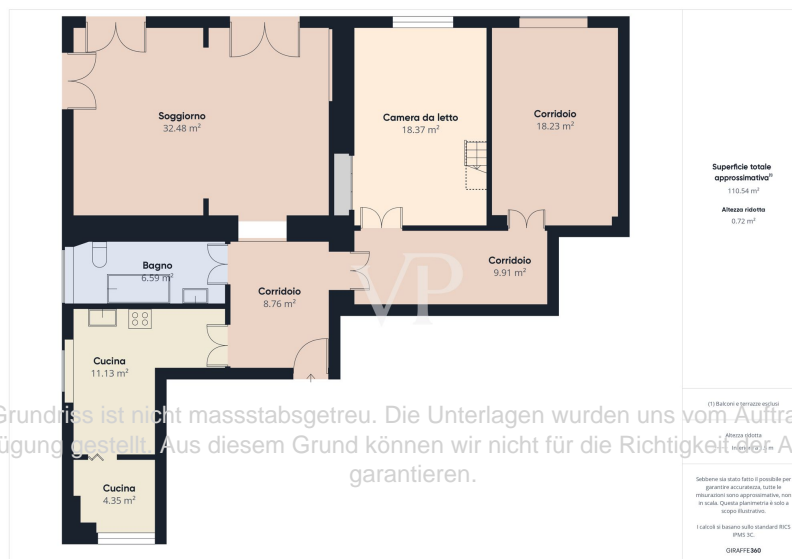 Soggiorno
32.48 m²
Camera da letto
18.37 m²
Corridoio
18.23 m²
Superficie totale
approssimativa⁽¹⁾
110.54 m²
Altezza ridotta
0.72 m²
Bagno
6.59 m²
Corridoio
8.76 m²
Corridoio
9.91 m²
VP
Cucina
11.13 m²
Cucina
4.35 m²
(1) Balconi e terrazze esclusi
Grundriss ist nicht massstabsgetreu. Die Unterlagen wurden uns vom Auftra
ügung gestellt. Aus diesem Grund können wir nicht für die Richtigkeit der A
garantieren.
Altezza ridotta
Sebbene sia stato fatto il possibile per
garantire accuratezza, tutte le
misurazioni sono approssimative, non
in scala. Questa planimetria è solo a
scopo illustrativo.
I calcoli si basano sullo standard RICS
IPMS 3C.
GIRAFFE360